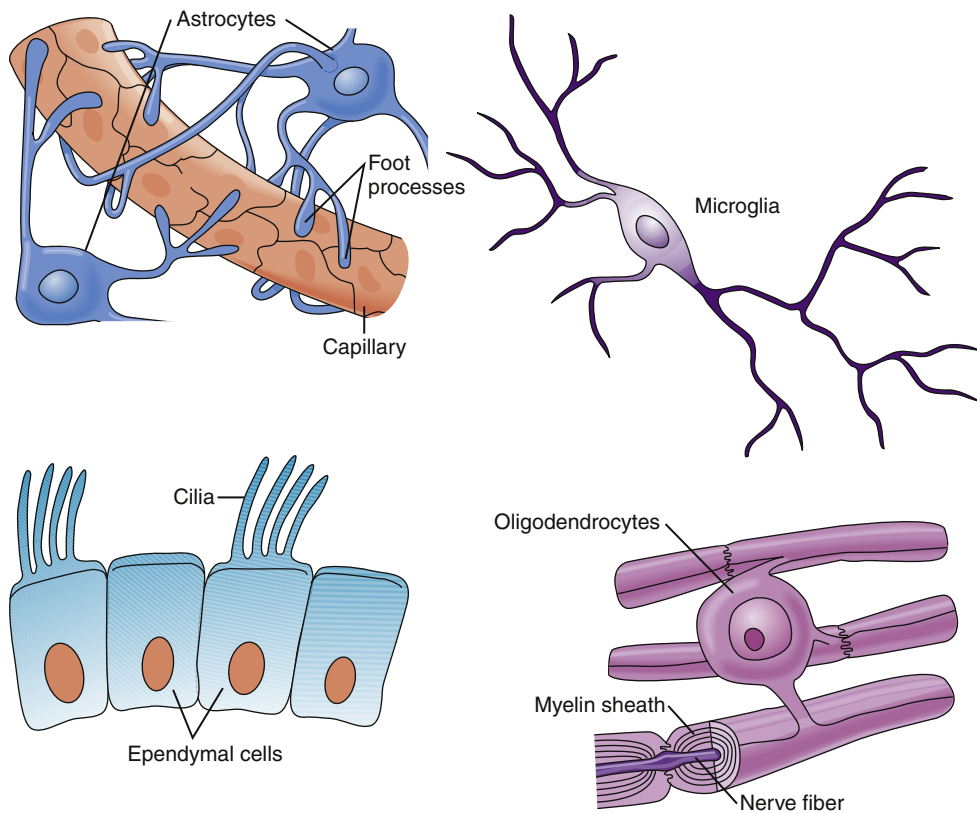 Astrocytes
Foot
processes
Microglia
Capillary
Cilia
Oligodendrocytes
Myelin sheath
Ependymal cells
Nerve fiber